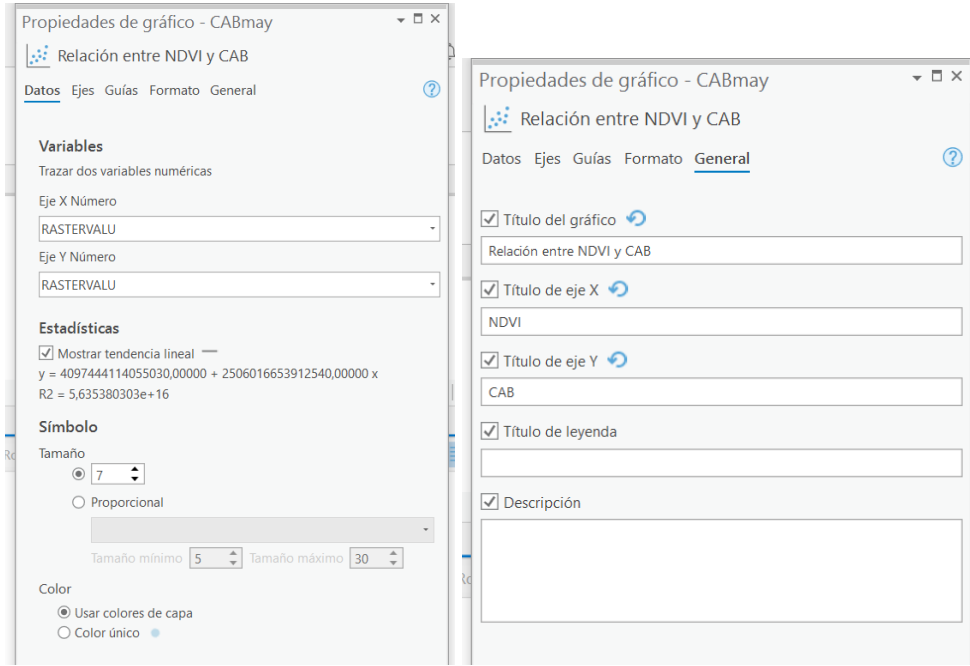 Propiedades de gráfico - CABmay
Relación entre NDVI y CAB
Datos Ejes Guías Formato General
Variables
Trazar dos variables numéricas
Eje X Número
RASTERVALU
Eje Y Número
RASTERVALU
Estadísticas
Mostrar tendencia lineal
y = 4097444114055030,00000 + 2506016653912540,00000 x
R2 = 5,635380303e+16
Símbolo
Tamaño
7
Proporcional
Tamaño mínimo 5 Tamaño máximo 30
Color
Usar colores de capa
Color único
Propiedades de gráfico - CABmay
Relación entre NDVI y CAB
Datos Ejes Guías Formato General
Título del gráfico
Relación entre NDVI y CAB
Título de eje X
NDVI
Título de eje Y
CAB
Título de leyenda
Descripción